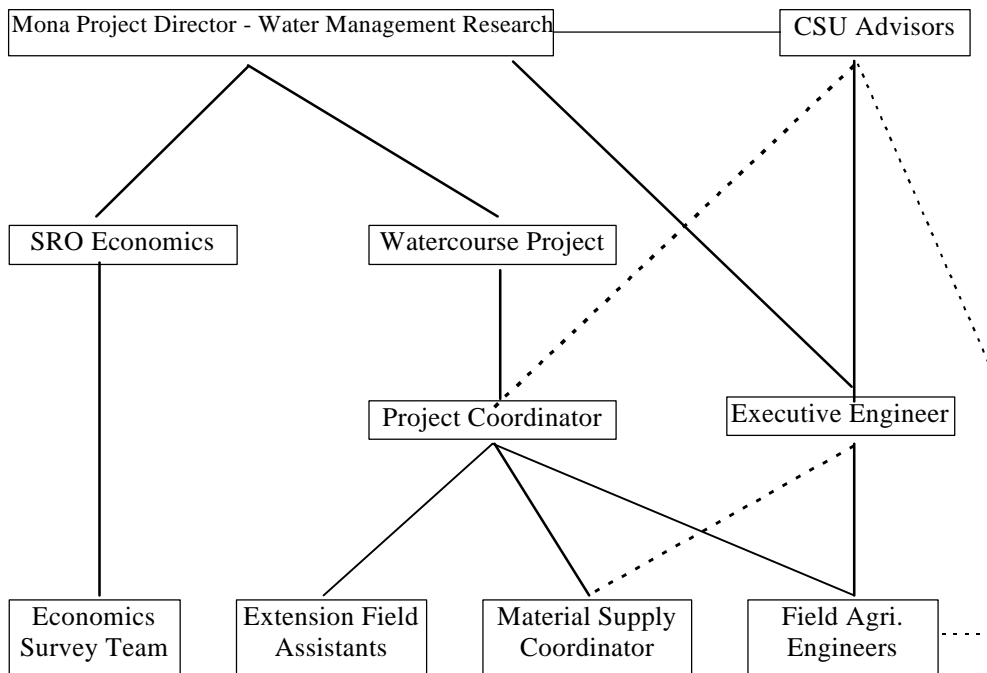 Mona Project Director - Water Management Research
CSU Advisors
SRO Economics
Watercourse Project
Project Coordinator
Executive Engineer
Economics
Survey Team
Extension Field
Assistants
Material Supply
Coordinator
Field Agri.
Engineers